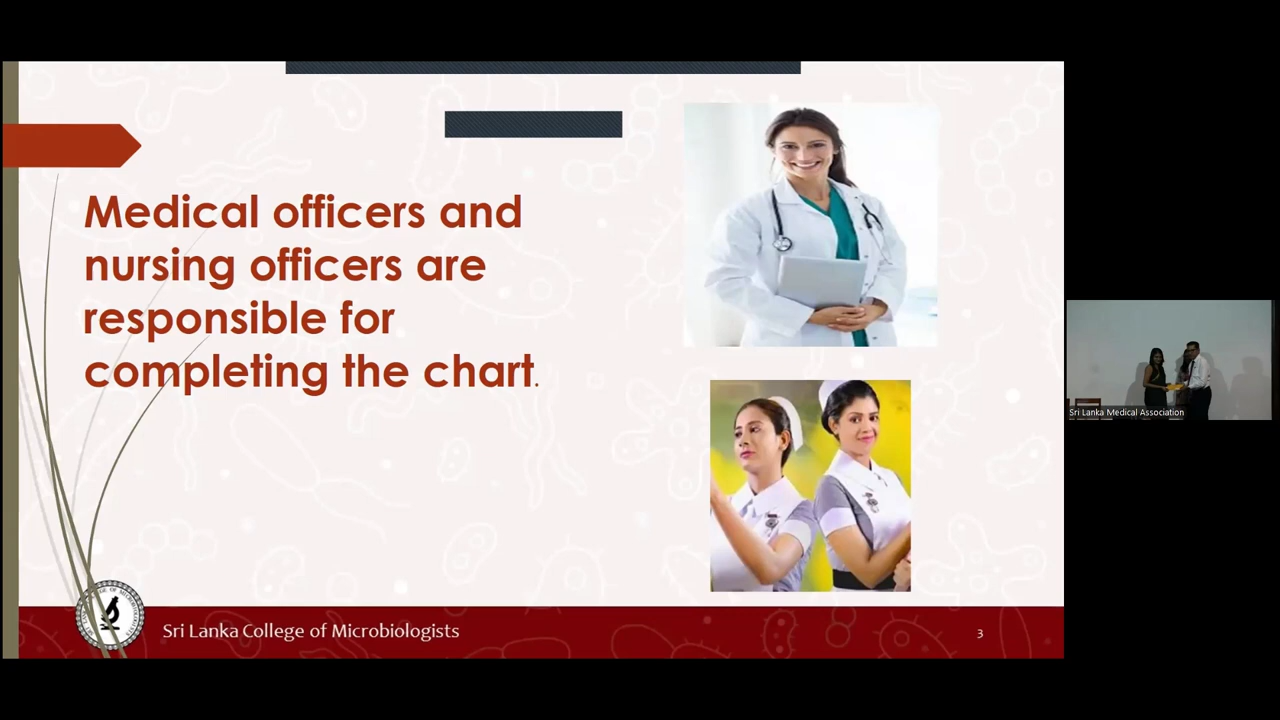 Medical officers and
nursing officers are
responsible for
completing the chart.
Sri Lanka College of Microbiologists
3
Sri Lanka Medical Association